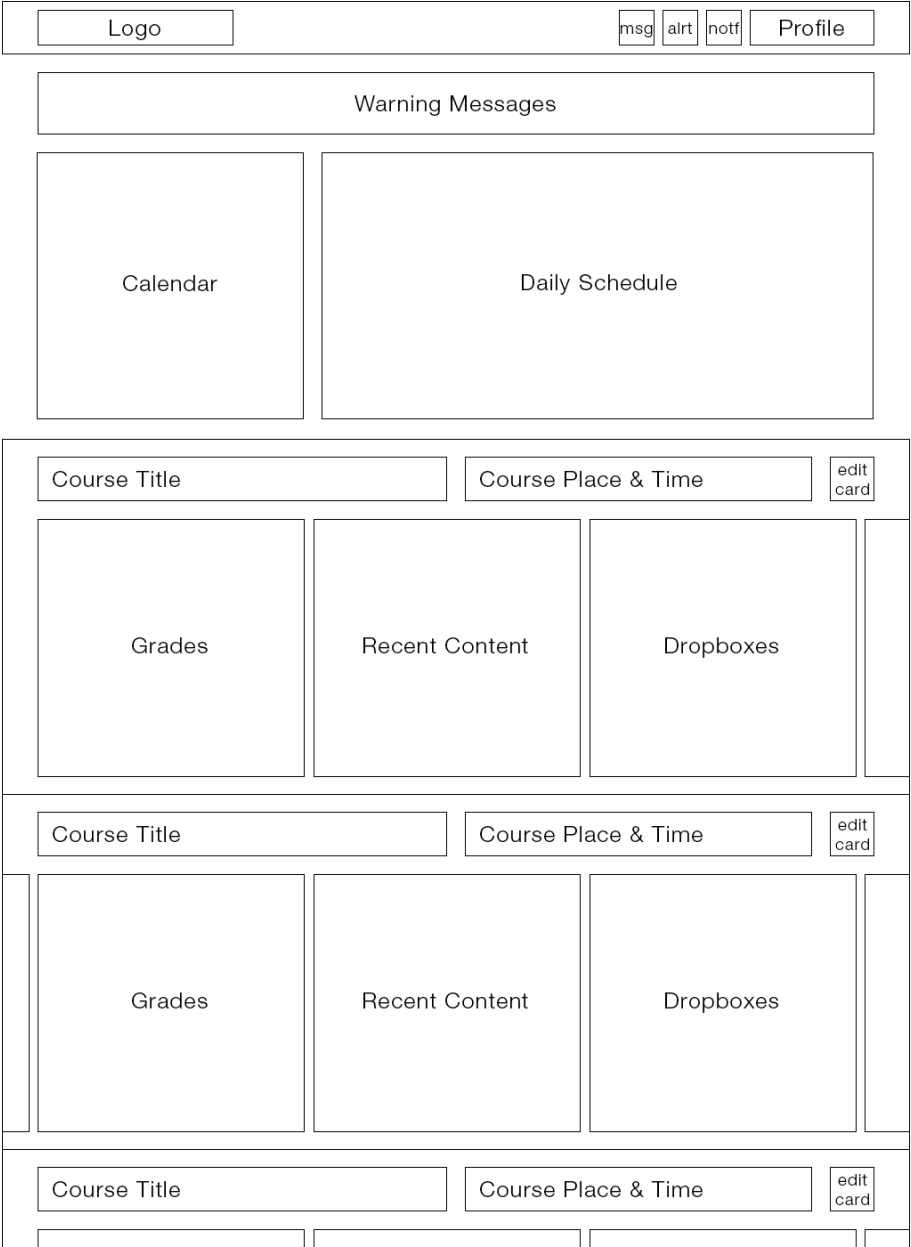 Logo
msg
alrt
notf
Profile
Warning Messages
Calendar
Daily Schedule
Course Title
Course Place & Time
edit
card
Grades
Recent Content
Dropboxes
Course Title
Course Place & Time
edit
card
Grades
Recent Content
Dropboxes
Course Title
Course Place & Time
edit
card